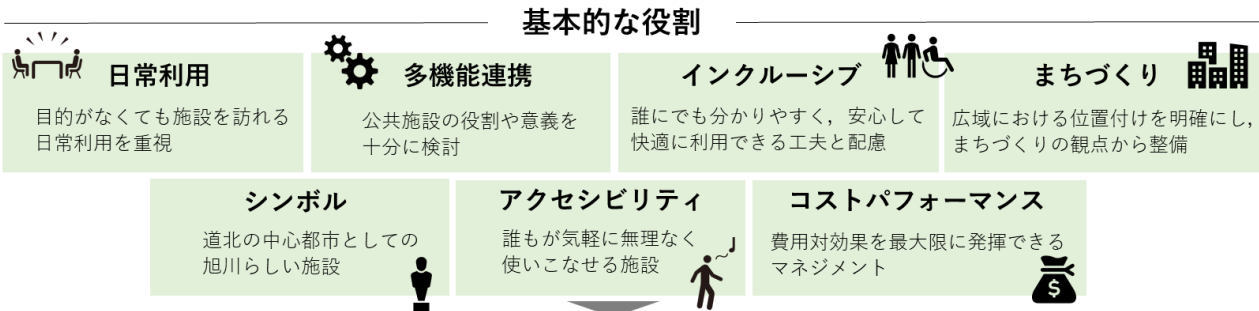 基本的な役割
日常利用
目的がなくても施設を訪れる
日常利用を重視
多機能連携
公共施設の役割や意義を
十分に検討
インクルーシブ
誰にでも分かりやすく，安心して
快適に利用できる工夫と配慮
まちづくり
広域における位置付けを明確にし，
まちづくりの観点から整備
シンボル
道北の中心都市としての
旭川らしい施設
アクセシビリティ
誰もが気軽に無理なく
使いこなせる施設
コストパフォーマンス
費用対効果を最大限に発揮できる
マネジメント
$